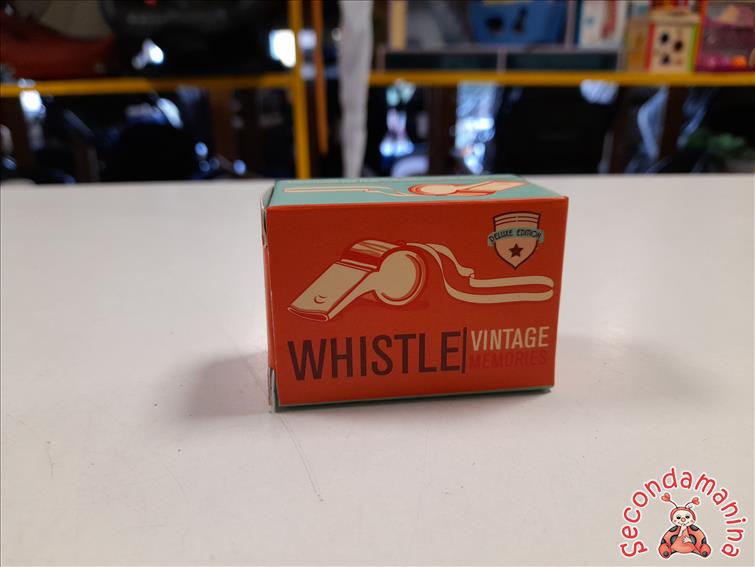 DELUXE EDITION
WHISTLE
VINTAGE
MEMORIES
Secondamanina